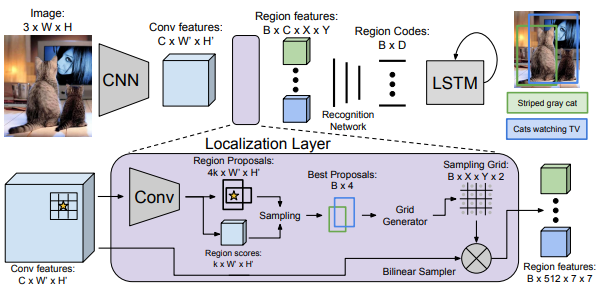 Image:
3 x W x H
Conv features:
C x W' x H'
Region features:
B x C x X x Y
Region Codes:
B x D
CNN
LSTM
Recognition
Network
Striped gray cat
Cats watching TV
Localization Layer
Region Proposals:
4k x W' x H'
Conv
Sampling
Region scores:
k x W' x H'
Best Proposals:
B x 4
Grid
Generator
Sampling Grid:
B x X x Y x 2
Bilinear Sampler
Conv features:
C x W' x H'
Region features:
B x 512 x 7 x 7